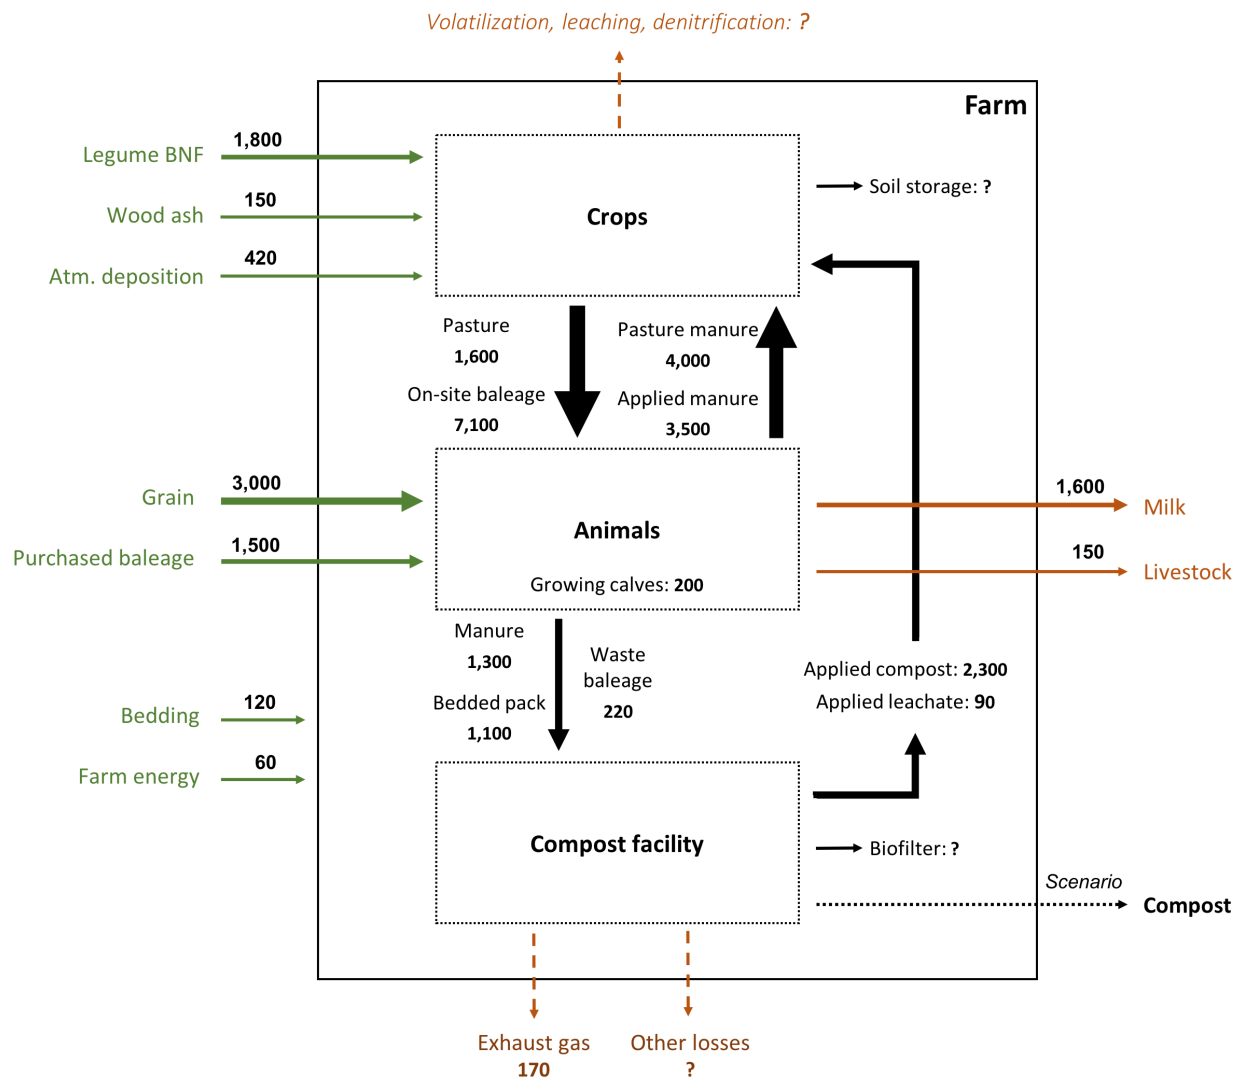 Volatilization, leaching, denitrification: ?
Farm
Legume BNF
1,800
Wood ash
150
Atm. deposition
420
Crops
Soil storage: ?
Pasture
1,600
On-site baleage
7,100
Pasture manure
4,000
Applied manure
3,500
Grain
3,000
Purchased baleage
1,500
Animals
Growing calves: 200
1,600
Milk
150
Livestock
Manure
1,300
Bedded pack
1,100
Waste
baleage
220
Applied compost: 2,300
Applied leachate: 90
Bedding
120
Farm energy
60
Compost facility
Biofilter: ?
Scenario
Compost
Exhaust gas
170
Other losses
?